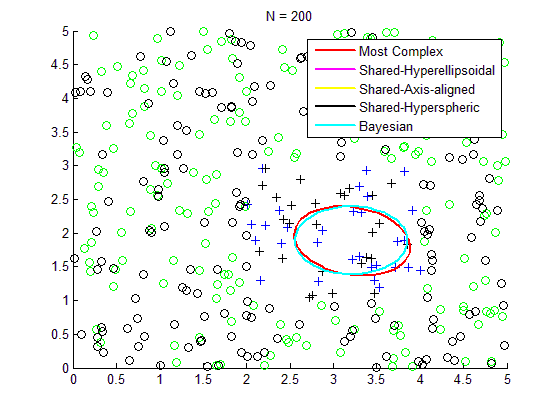 N = 200
Most Complex
Shared-Hyperellipsoidal
Shared-Axis-aligned
Shared-Hyperspheric
Bayesian
5
4.5
4
3.5
3
2.5
2
1.5
1
0.5
0
0 0.5 1 1.5 2 2.5 3 3.5 4 4.5 5